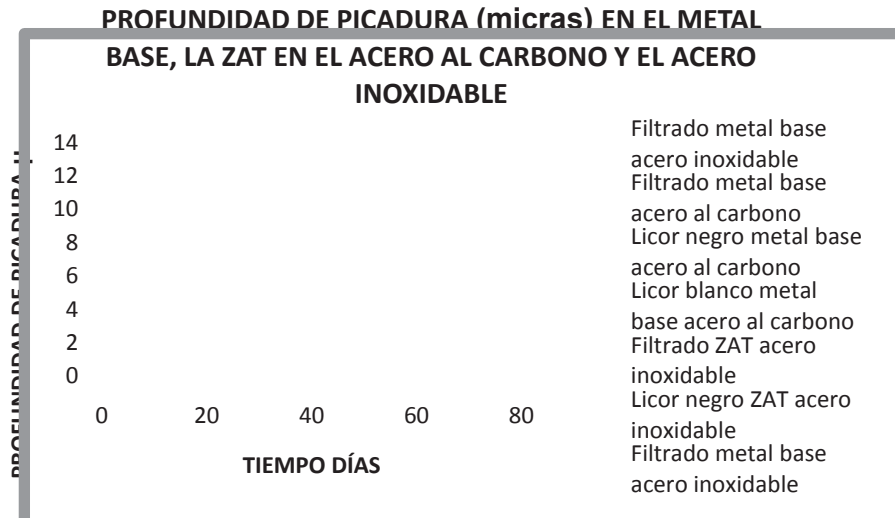 PROFUNDIDAD DE PICADURA (micras) EN EL METAL
BASE, LA ZAT EN EL ACERO AL CARBONO Y EL ACERO
INOXIDABLE
PROFUNDIDAD DE PICADURA µ
14
12
10
8
6
4
2
0
0 20 40 60 80
TIEMPO DÍAS
Filtrado metal base
acero inoxidable
Filtrado metal base
acero al carbono
Licor negro metal base
acero al carbono
Licor blanco metal
base acero al carbono
Filtrado ZAT acero
inoxidable
Licor negro ZAT acero
inoxidable
Filtrado metal base
acero inoxidable